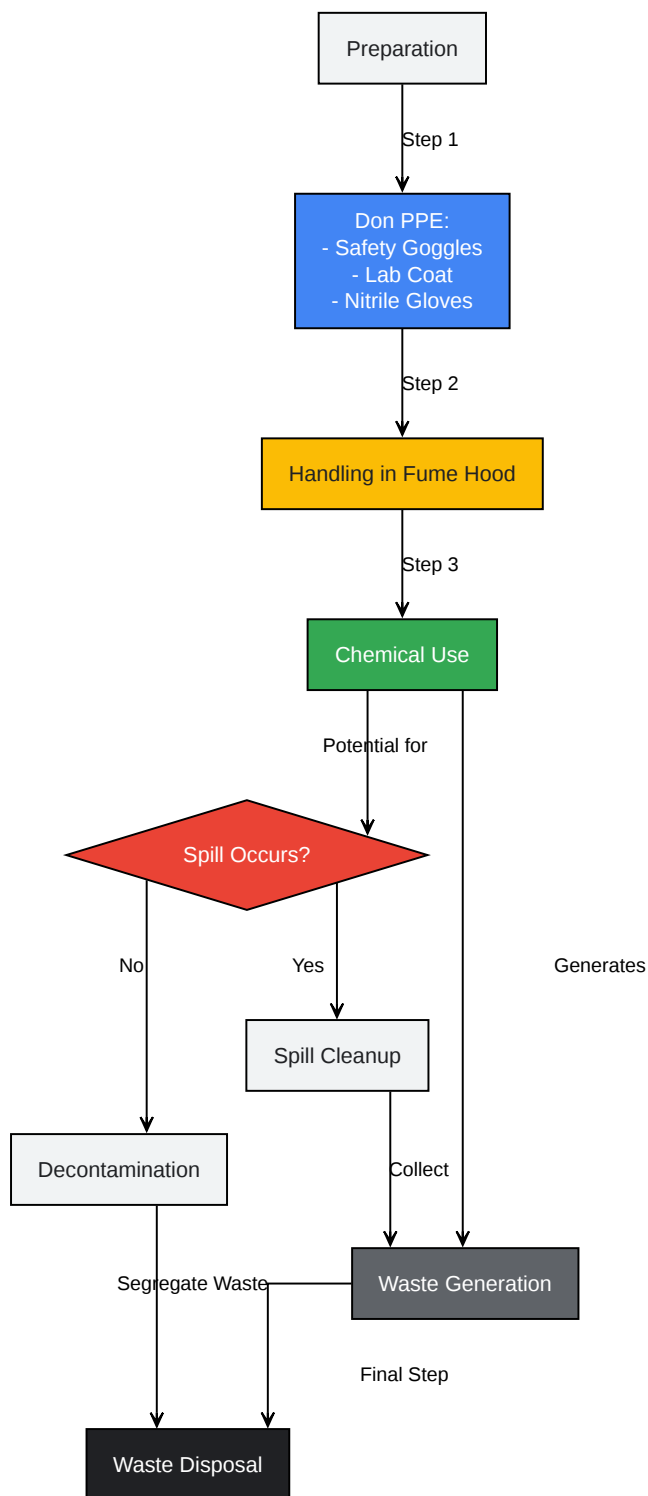 Preparation
Step 1
Don PPE:
- Safety Goggles
- Lab Coat
- Nitrile Gloves
Step 2
Handling in Fume Hood
Step 3
Chemical Use
Potential for
Spill Occurs?
No
Yes
Generates
Spill Cleanup
Decontamination
Collect
Segregate Waste
Waste Generation
Final Step
Waste Disposal